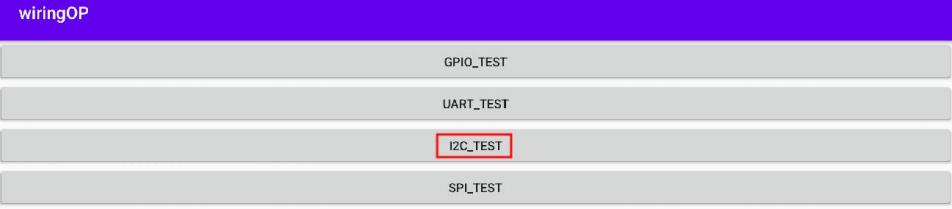 wiringOP
GPIO_TEST
UART_TEST
I2C_TEST
SPI_TEST